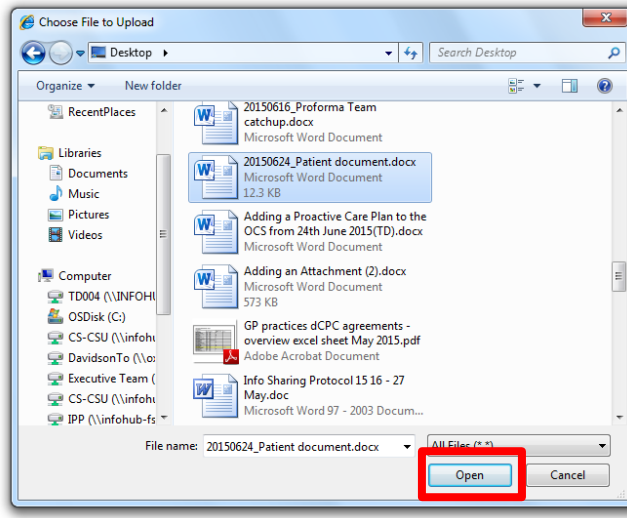 Choose File to Upload
Desktop
Search Desktop
Organize
New folder
RecentPlaces
Libraries
Documents
Music
Pictures
Videos
Computer
TD004 (\\INFOHU
OSDisk (C:)
CS-CSU (\\infohu
DavidsonTo (\\o
Executive Team (
CS-CSU (\\infohu
IPP (\\infohub-fs
20150616_Proforma Team
catchup.docx
Microsoft Word Document
20150624_Patient document.docx
Microsoft Word Document
12.3 KB
Adding a Proactive Care Plan to the
OCS from 24th June 2015(TD).docx
Microsoft Word Document
Adding an Attachment (2).docx
Microsoft Word Document
573 KB
GP practices dCPC agreements -
overview excel sheet May 2015.pdf
Adobe Acrobat Document
Info Sharing Protocol 15 16 - 27
May.doc
Microsoft Word 97 - 2003 Docum...
File name:
20150624_Patient document.docx
All Files (*.*)
Open
Cancel